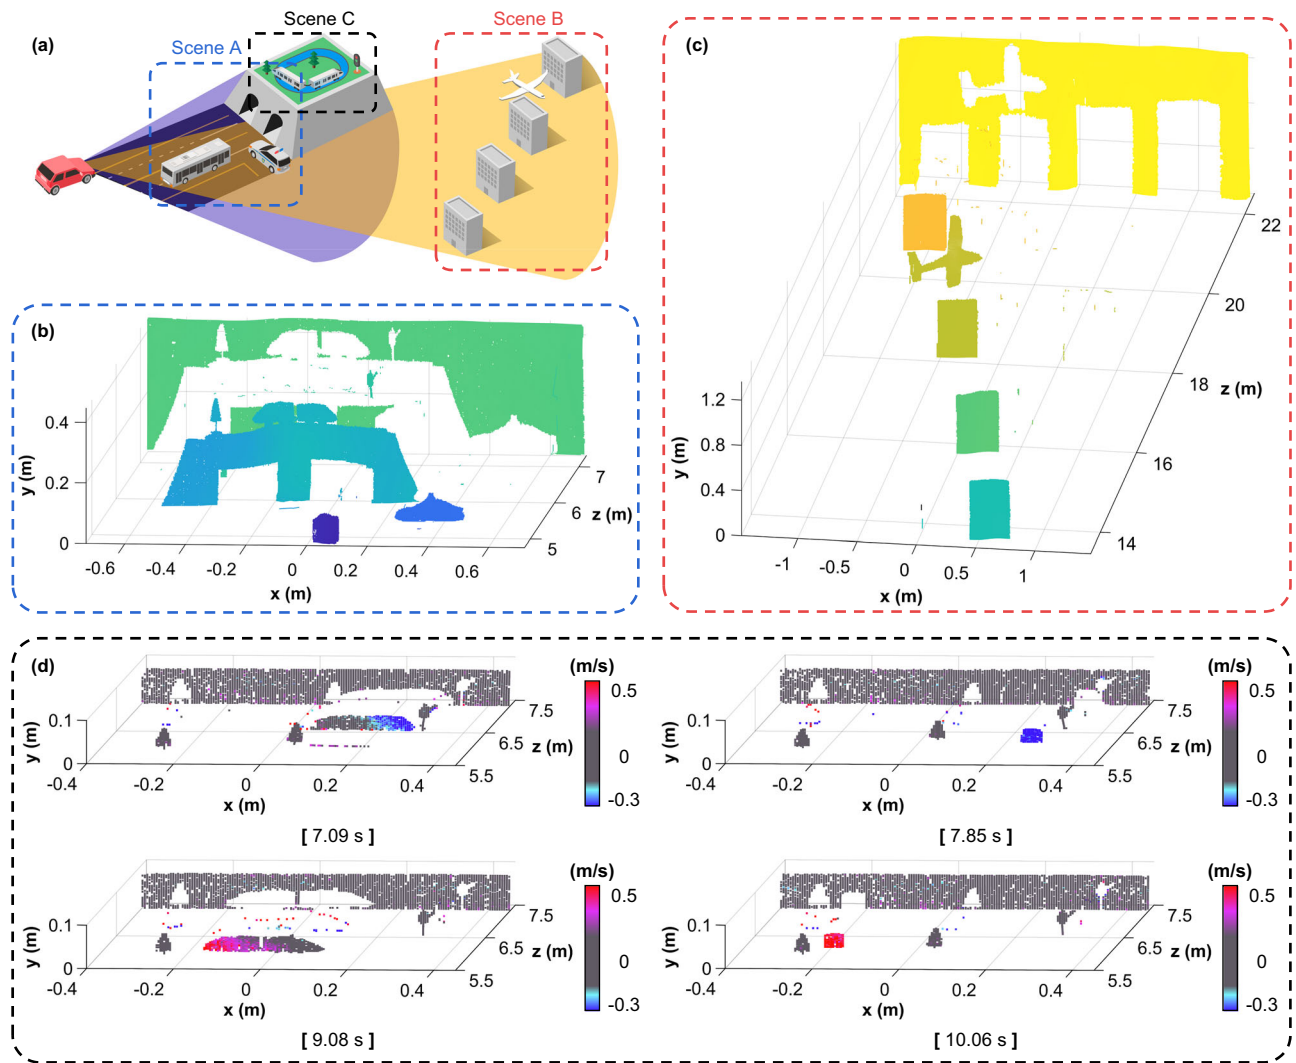 (a)
Scene A
Scene C
Scene B
(b)
0.4
0.2
0
y (m)
-0.6
-0.4
-0.2
0
0.2
0.4
0.6
x (m)
5
6
7
z (m)
(c)
1.2
0.8
0.4
0
y (m)
-1
-0.5
0
0.5
1
x (m)
14
16
18
20
22
z (m)
(d)
0.1
0
y (m)
-0.4
-0.2
0
0.2
0.4
x (m)
5.5
6.5
7.5
z (m)
(m/s)
0.5
0
-0.3
[ 7.09 s ]
0.1
0
y (m)
-0.4
-0.2
0
0.2
0.4
x (m)
5.5
6.5
7.5
z (m)
(m/s)
0.5
0
-0.3
[ 7.85 s ]
0.1
0
y (m)
-0.4
-0.2
0
0.2
0.4
x (m)
5.5
6.5
7.5
z (m)
(m/s)
0.5
0
-0.3
[ 9.08 s ]
0.1
0
y (m)
-0.4
-0.2
0
0.2
0.4
x (m)
5.5
6.5
7.5
z (m)
(m/s)
0.5
0
-0.3
[ 10.06 s ]